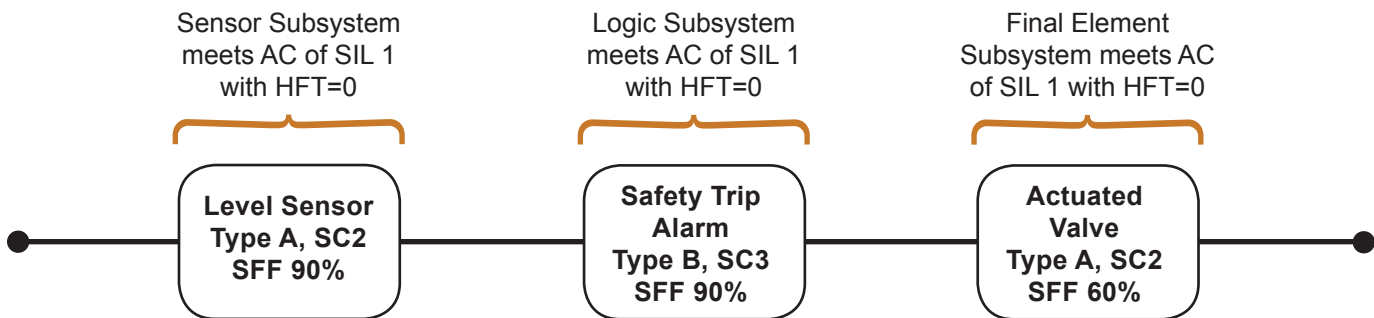 Sensor Subsystem
meets AC of SIL 1
with HFT=0
Logic Subsystem
meets AC of SIL 1
with HFT=0
Final Element
Subsystem meets AC
of SIL 1 with HFT=0
Level Sensor
Type A, SC2
SFF 90%
Safety Trip
Alarm
Type B, SC3
SFF 90%
Actuated
Valve
Type A, SC2
SFF 60%